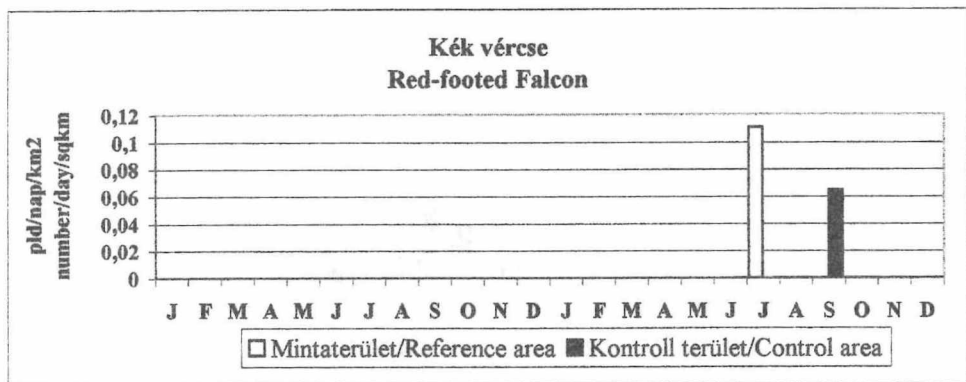 Kék vércse
Red-footed Falcon
pld/nap/km2
number/day/sqkm
0,12
0,1
0,08
0,06
0,04
0,02
0
J F M A M J J A S O N D J F M A M J J A S O N D
Mintaterület/Reference area Kontroll terület/Control area